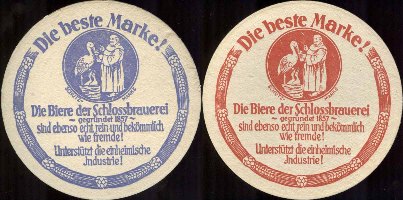 Die beste Marke!
Die Biere der Schlossbrauerei
~ gegründet 1857 ~
sind ebenso echt, rein und bekömmlich
wie fremde!
Unterstützt die einheimische
Industrie!
Die beste Marke!
Die Biere der Schlossbrauerei
~ gegründet 1857 ~
sind ebenso echt, rein und bekömmlich
wie fremde!
Unterstützt die einheimische
Industrie!